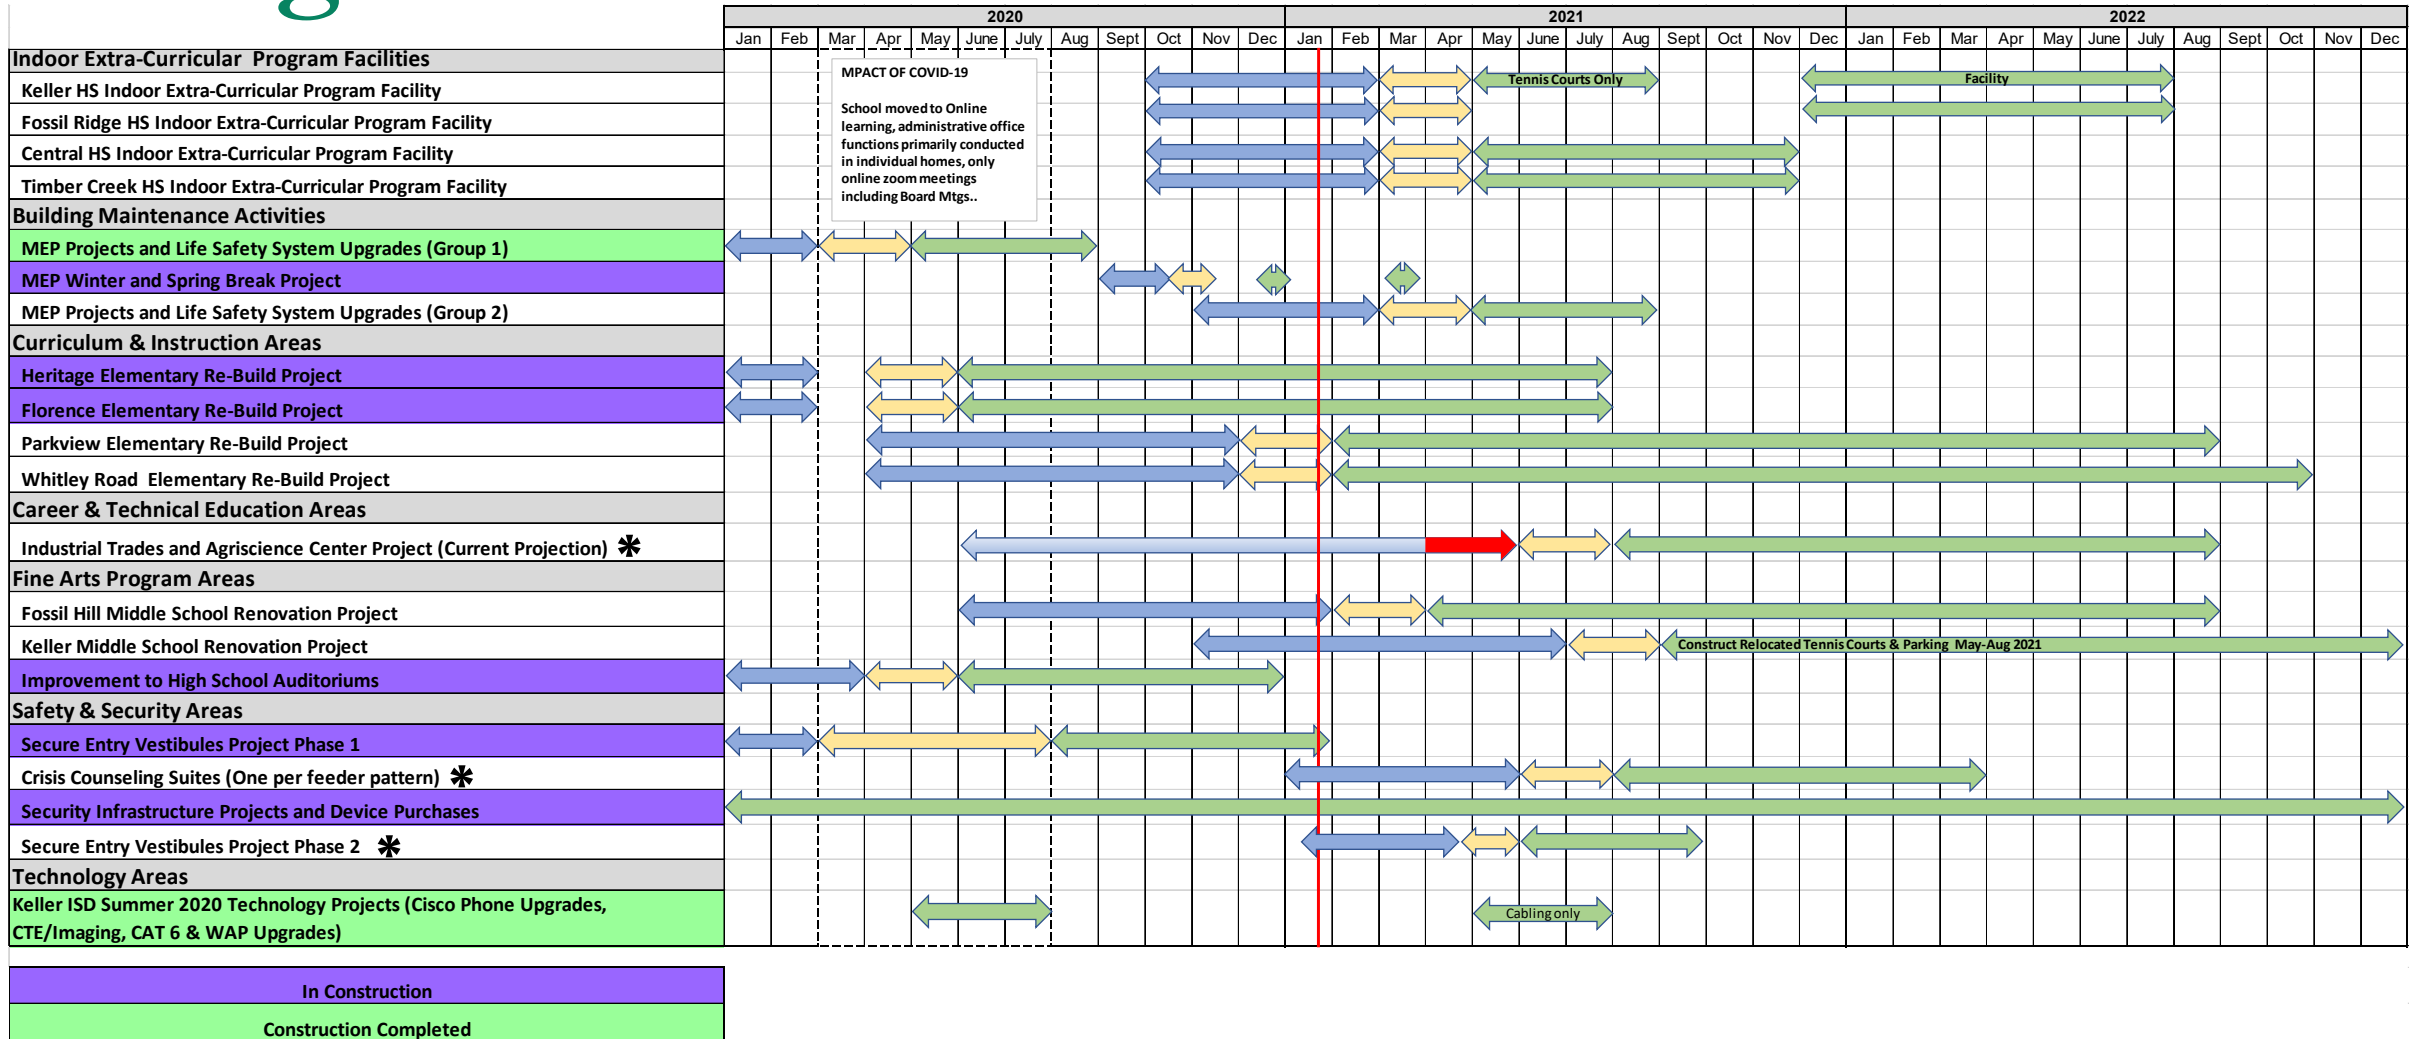 g
2020 2021 2022
Jan Feb Mar Apr May June July Aug Sept Oct Nov Dec Jan Feb Mar Apr May June July Aug Sept Oct Nov Dec Jan Feb Mar Apr May June July Aug Sept Oct Nov Dec
Indoor Extra-Curricular Program Facilities
MPACT OF COVID-19
School moved to Online
learning, administrative office
functions primarily conducted
in individual homes, only
online zoom meetings
including Board Mtgs..
Keller HS Indoor Extra-Curricular Program Facility
Tennis Courts Only
Facility
Fossil Ridge HS Indoor Extra-Curricular Program Facility
Central HS Indoor Extra-Curricular Program Facility
Timber Creek HS Indoor Extra-Curricular Program Facility
Building Maintenance Activities
MEP Projects and Life Safety System Upgrades (Group 1)
MEP Winter and Spring Break Project
MEP Projects and Life Safety System Upgrades (Group 2)
Curriculum & Instruction Areas
Heritage Elementary Re-Build Project
Florence Elementary Re-Build Project
Parkview Elementary Re-Build Project
Whitley Road Elementary Re-Build Project
Career & Technical Education Areas
Industrial Trades and Agriscience Center Project (Current Projection) *
Fine Arts Program Areas
Fossil Hill Middle School Renovation Project
Keller Middle School Renovation Project
Construct Relocated Tennis Courts & Parking May-Aug 2021
Improvement to High School Auditoriums
Safety & Security Areas
Secure Entry Vestibules Project Phase 1
Crisis Counseling Suites (One per feeder pattern) *
Security Infrastructure Projects and Device Purchases
Secure Entry Vestibules Project Phase 2 *
Technology Areas
Keller ISD Summer 2020 Technology Projects (Cisco Phone Upgrades,
CTE/Imaging, CAT 6 & WAP Upgrades)
Cabling only
In Construction
Construction Completed